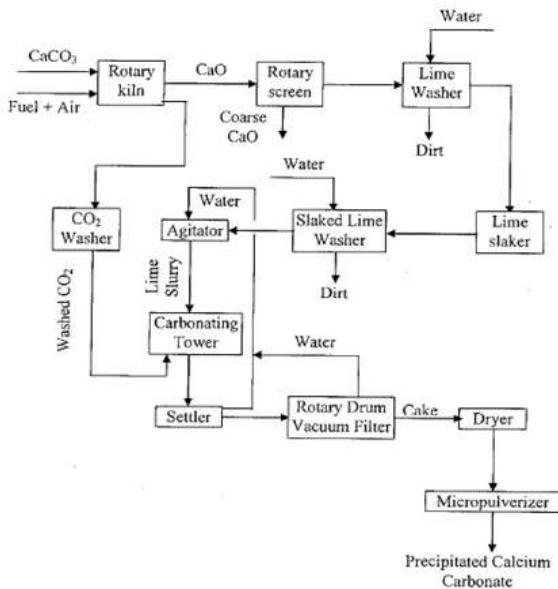 Water
CaCO₃
Rotary
kiln
CaO
Rotary
screen
Lime
Washer
Fuel + Air
Coarse
CaO
Dirt
Water
Water
CO₂
Washer
Agitator
Slaked Lime
Washer
Lime
slaker
Dirt
Washed CO₂
Lime
Slurry
Carbonating
Tower
Water
Settler
Rotary Drum
Vacuum Filter
Cake
Dryer
Micropulverizer
Precipitated Calcium
Carbonate